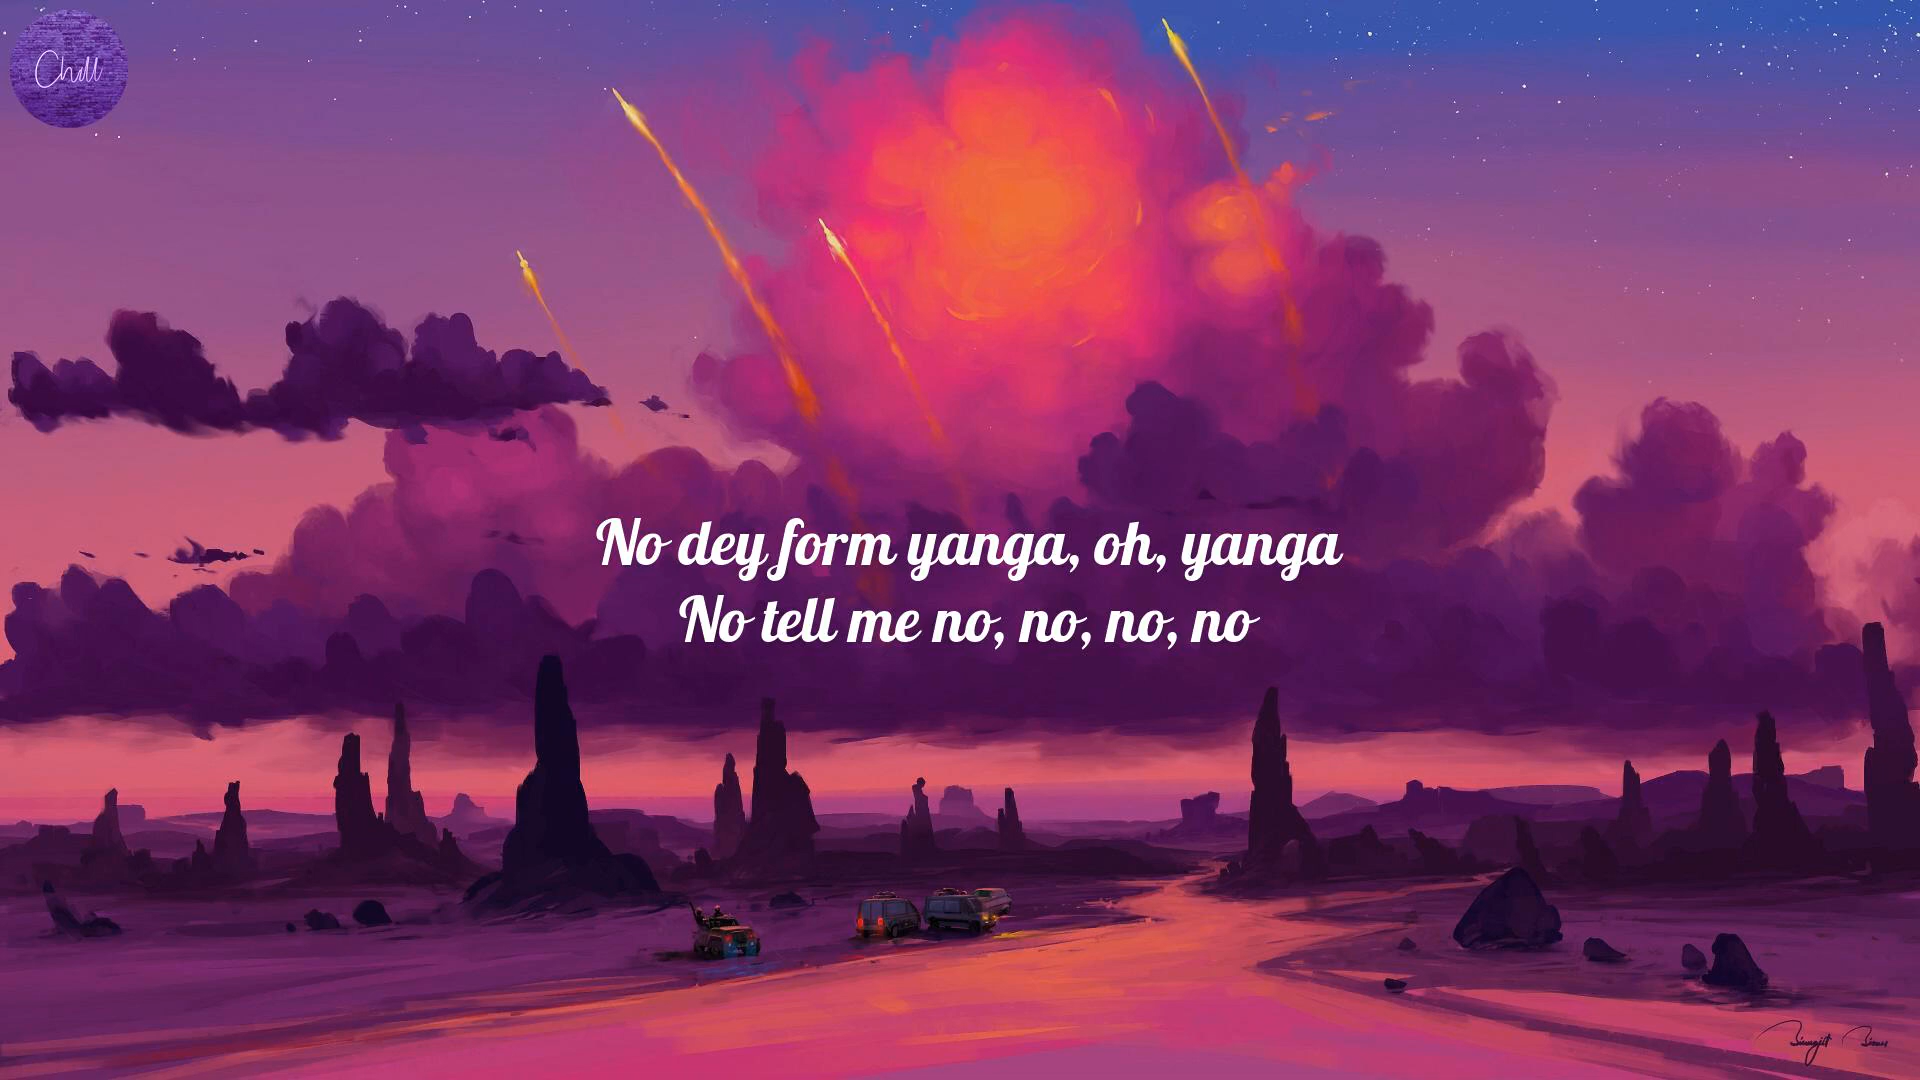 Chill
No dey form yanga, oh, yanga
No tell me no, no, no, no